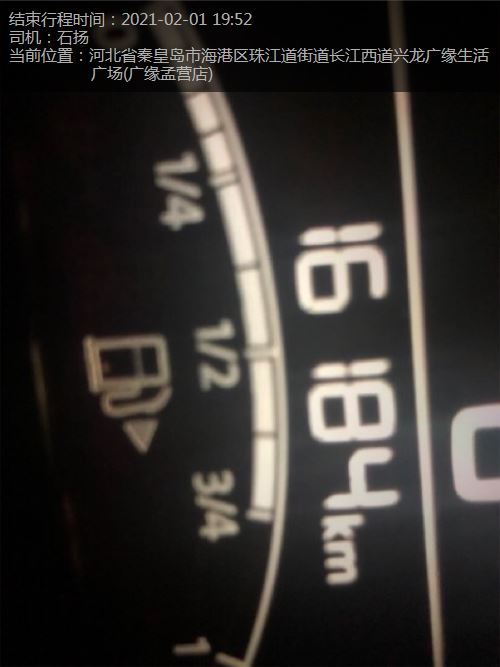 结束行程时间：2021-02-01 19:52
司机：石扬
当前位置：河北省秦皇岛市海港区珠江道街道长江西道兴龙广缘生活
广场(广缘孟营店)
1/4
1/2
3/4
1
16184km
0